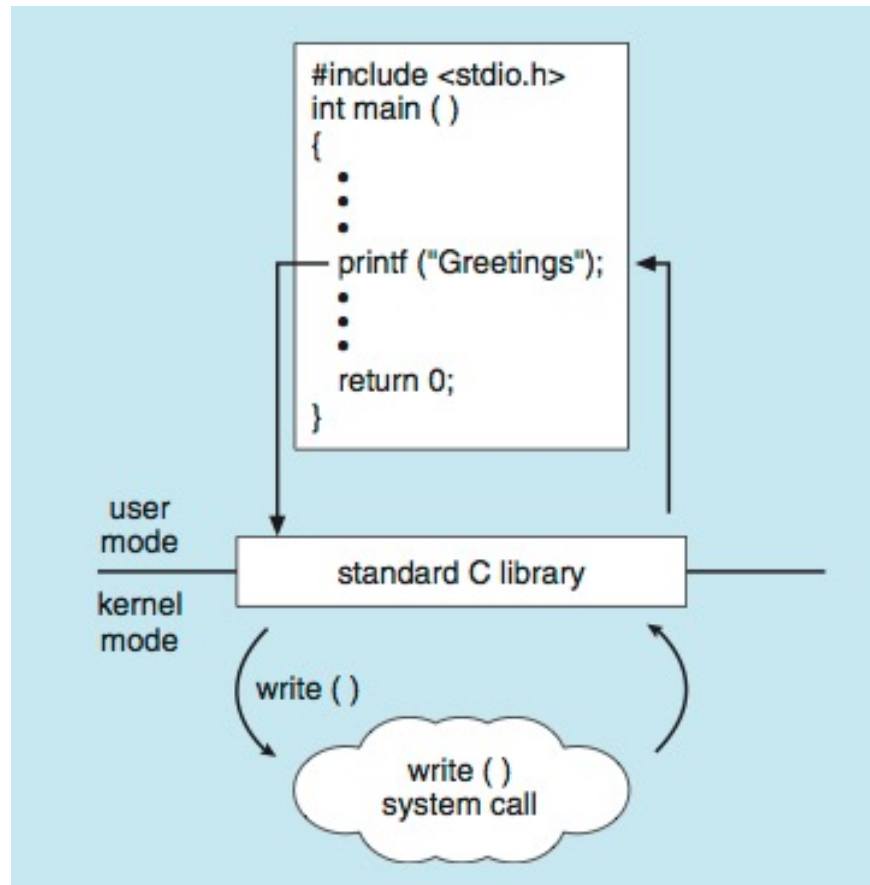 #include <stdio.h>
int main ( )
{
•
•
•
printf ("Greetings");
•
•
•
return 0;
}
user
mode
standard C library
kernel
mode
write ( )
write ( )
system call